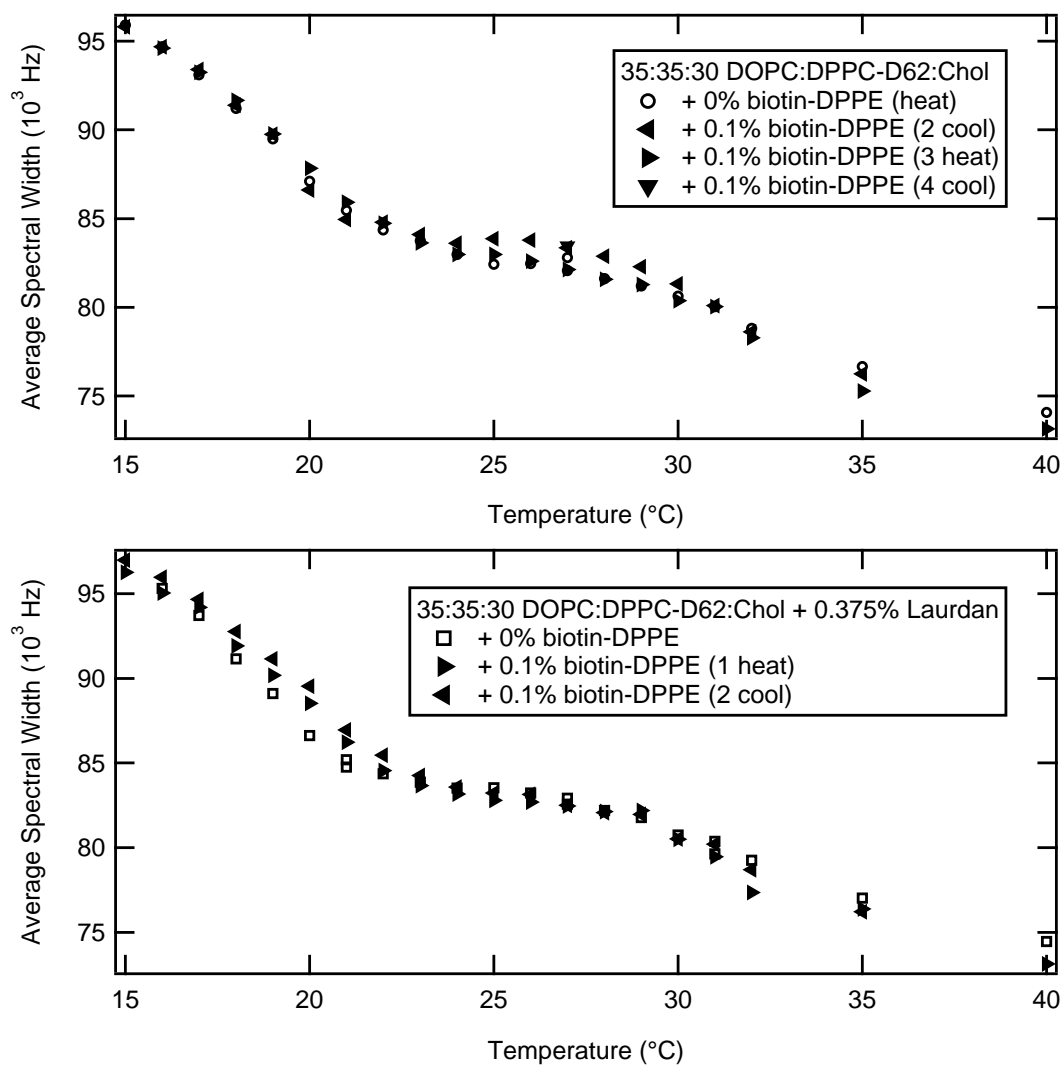 Average Spectral Width (10³ Hz)
95
90
85
80
75
35:35:30 DOPC:DPPC-D62:Chol
+ 0% biotin-DPPE (heat)
+ 0.1% biotin-DPPE (2 cool)
+ 0.1% biotin-DPPE (3 heat)
+ 0.1% biotin-DPPE (4 cool)
15 20 25 30 35 40
Temperature (°C)
Average Spectral Width (10³ Hz)
95
90
85
80
75
35:35:30 DOPC:DPPC-D62:Chol + 0.375% Laurdan
+ 0% biotin-DPPE
+ 0.1% biotin-DPPE (1 heat)
+ 0.1% biotin-DPPE (2 cool)
15 20 25 30 35 40
Temperature (°C)